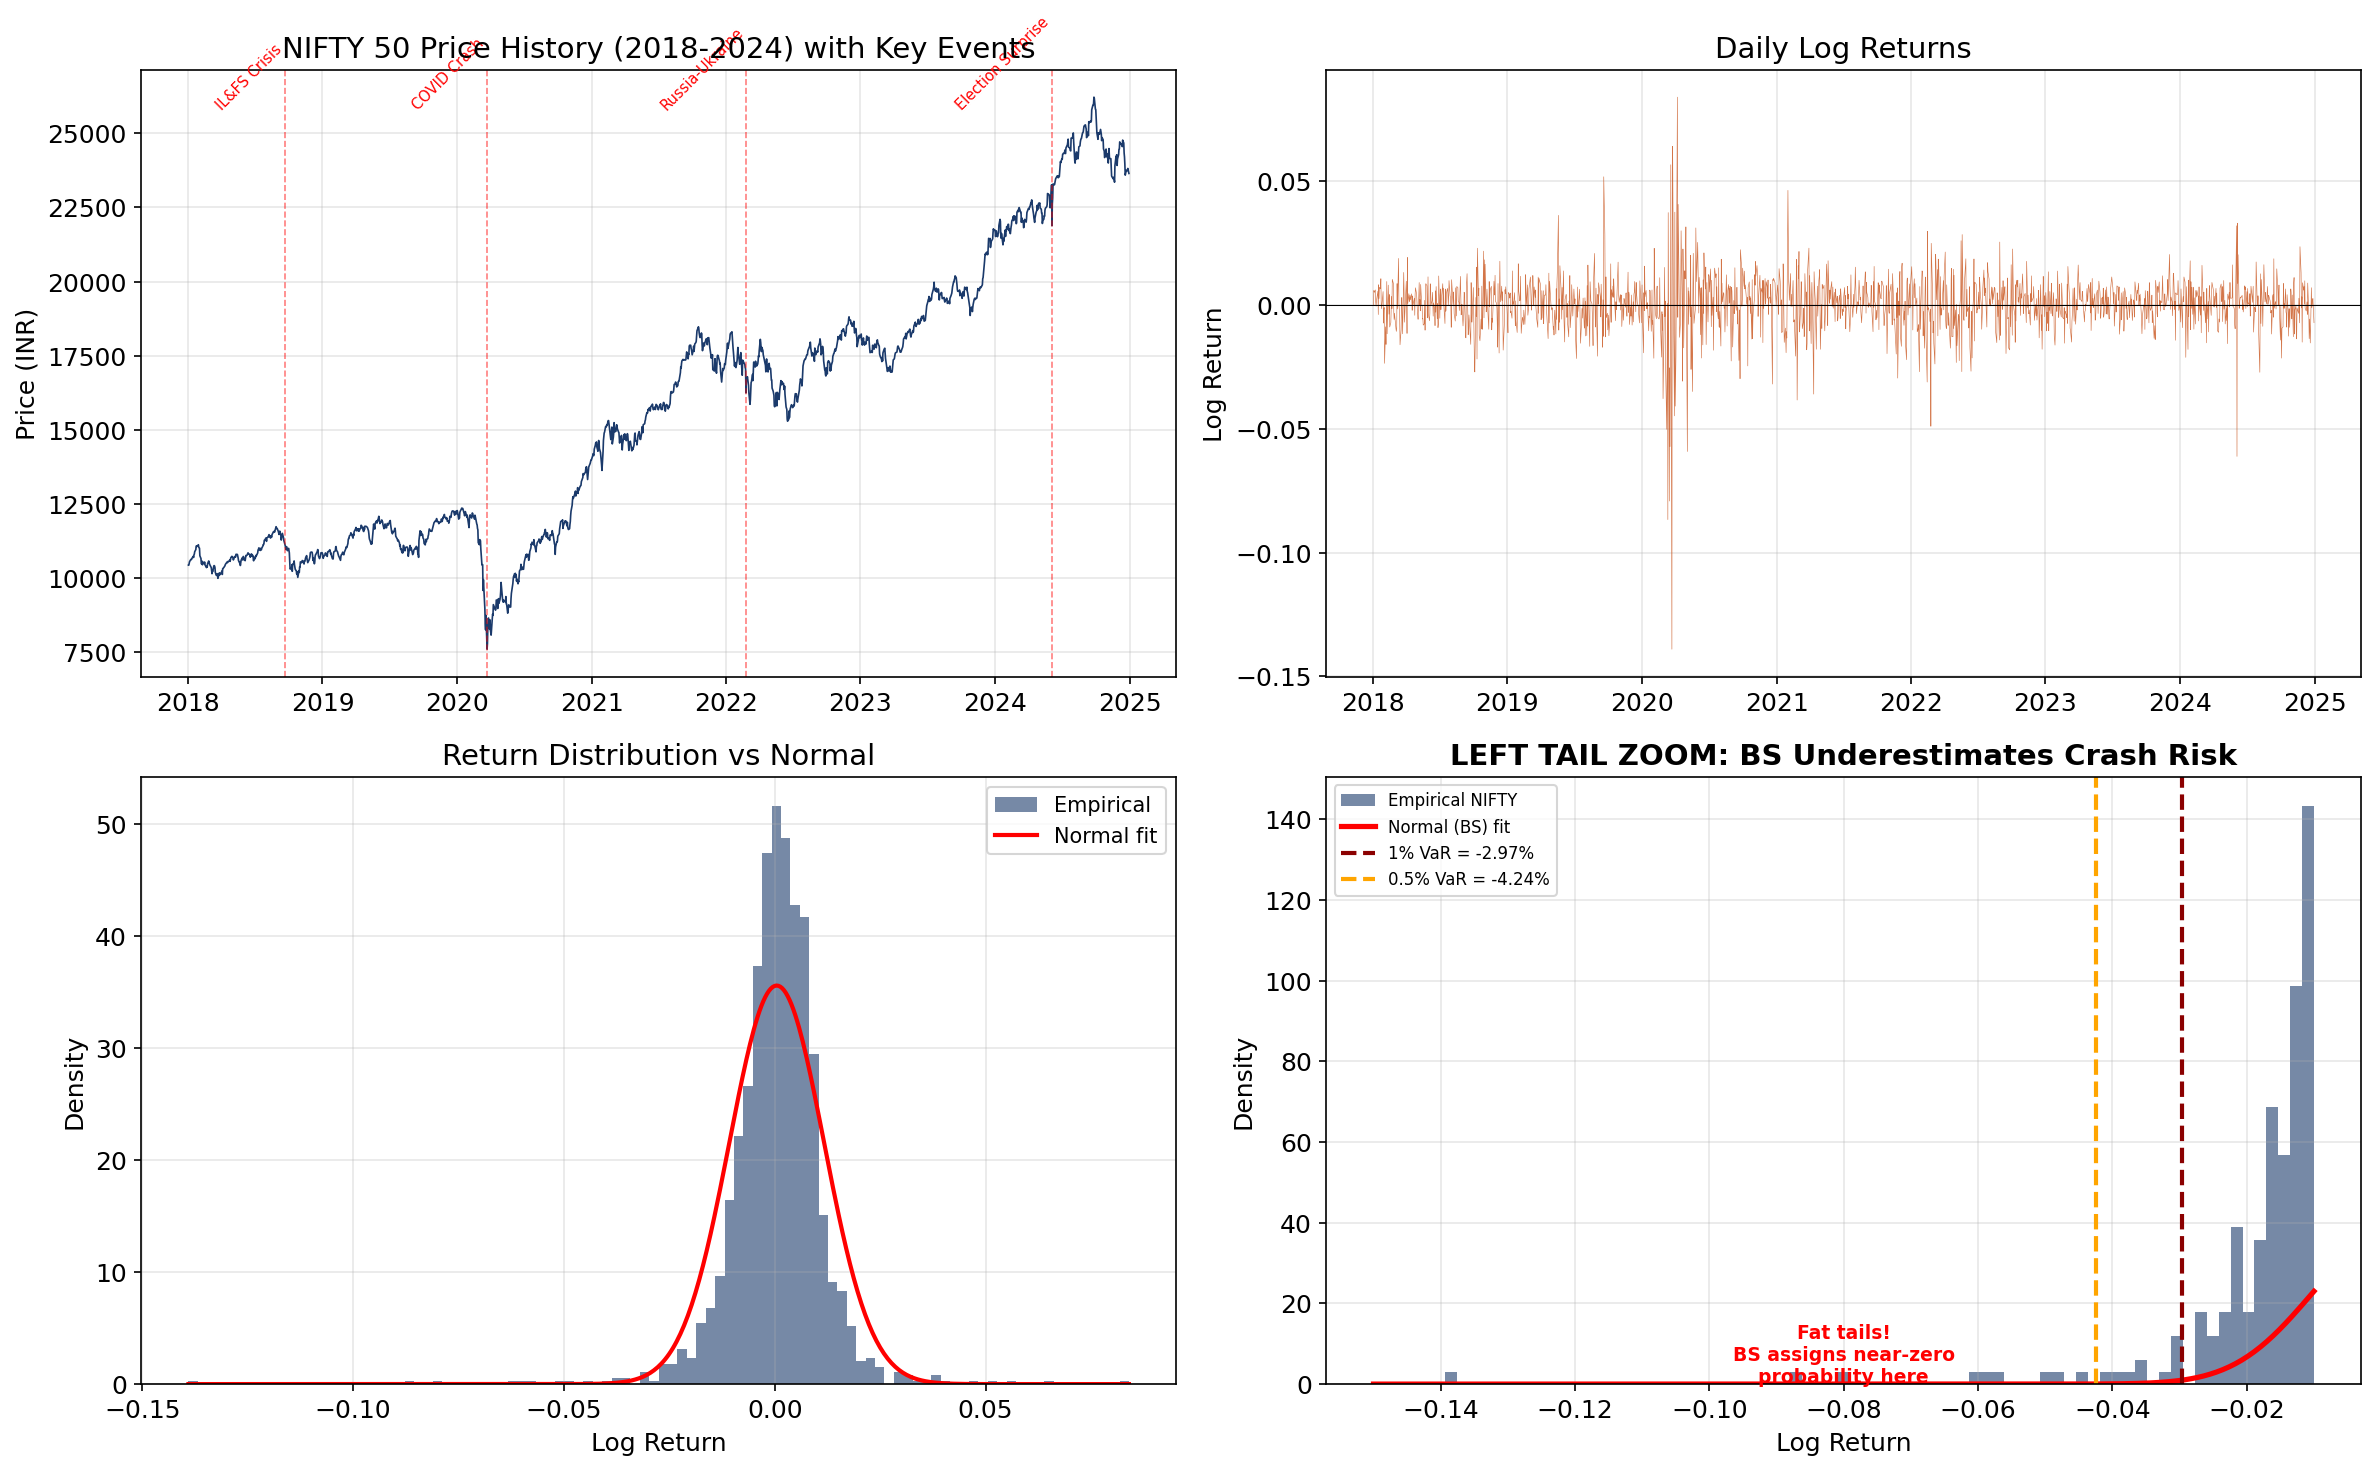 NIFTY 50 Price History (2018-2024) with Key Events
IL&FS Crisis
COVID Crash
Russia-Ukraine
Election Surprise
25000
22500
20000
17500
15000
12500
10000
7500
Price (INR)
2018 2019 2020 2021 2022 2023 2024 2025
Daily Log Returns
0.05
0.00
−0.05
−0.10
−0.15
Log Return
2018 2019 2020 2021 2022 2023 2024 2025
Return Distribution vs Normal
Empirical
Normal fit
50
40
30
20
10
0
Density
−0.15 −0.10 −0.05 0.00 0.05
Log Return
LEFT TAIL ZOOM: BS Underestimates Crash Risk
Empirical NIFTY
Normal (BS) fit
1% VaR = -2.97%
0.5% VaR = -4.24%
140
120
100
80
60
40
20
0
Density
Fat tails!
BS assigns near-zero
probability here
−0.14 −0.12 −0.10 −0.08 −0.06 −0.04 −0.02
Log Return